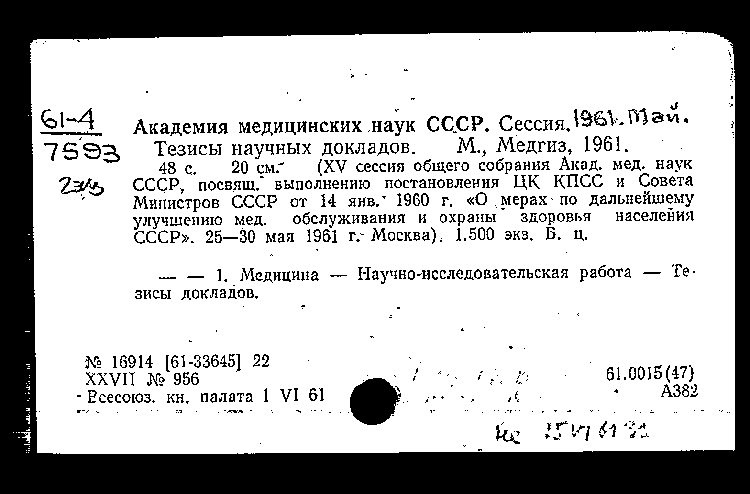 61-4
7593
Академия медицинских наук СССР. Сессия. 1961. Май.
Тезисы научных докладов. М., Медгиз, 1961.
48 с. 20 см. (XV сессия общего собрания Акад. мед. наук
СССР, посвящ. выполнению постановления ЦК КПСС и Совета
Министров СССР от 14 янв. 1960 г. «О мерах по дальнейшему
улучшению мед. обслуживания и охраны здоровья населения
СССР». 25—30 мая 1961 г. Москва). 1.500 экз. Б. ц.
— — 1. Медицина — Научно-исследовательская работа — Те-
зисы докладов.
№ 16914 [61-33645] 22
XXVII № 956
Всесоюз. кн. палата 1 VI 61
61.0015(47)
А382